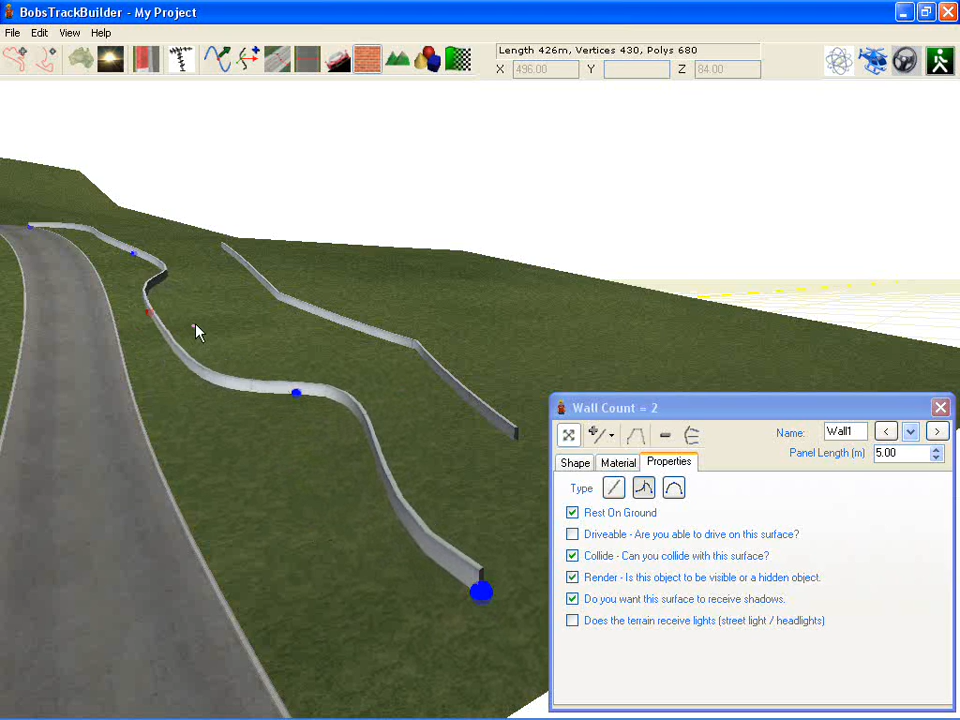 BobsTrackBuilder - My Project
File Edit View Help
Length 426m, Vertices 430, Polys 680
X 496.00 Y Z 84.00
Wall Count = 2
Name: Wall1
Panel Length (m) 5.00
Shape Material Properties
Type
Rest On Ground
Driveable - Are you able to drive on this surface?
Collide - Can you collide with this surface?
Render - Is this object to be visible or a hidden object.
Do you want this surface to receive shadows.
Does the terrain receive lights (street light / headlights)